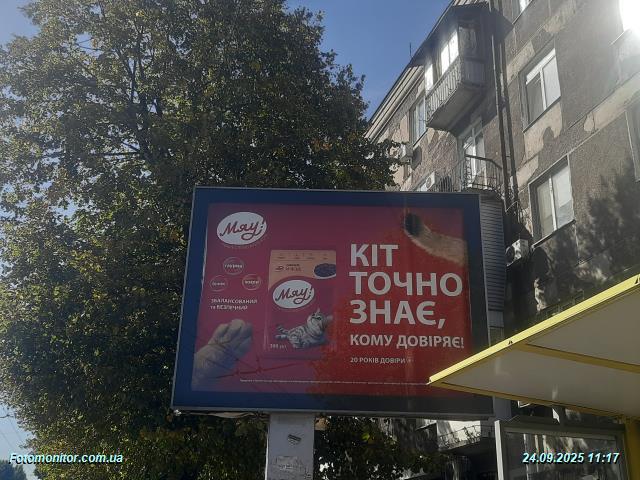 Мяу!
ЗБАЛАНСОВАНИЙ
та БЕЗПЕЧНИЙ
Мяу!
300 г
КІТ
ТОЧНО
ЗНАЄ,
КОМУ ДОВІРЯЄ!
20 РОКІВ ДОВІРИ
Fotomonitor.com.ua
24.09.2025 11:17